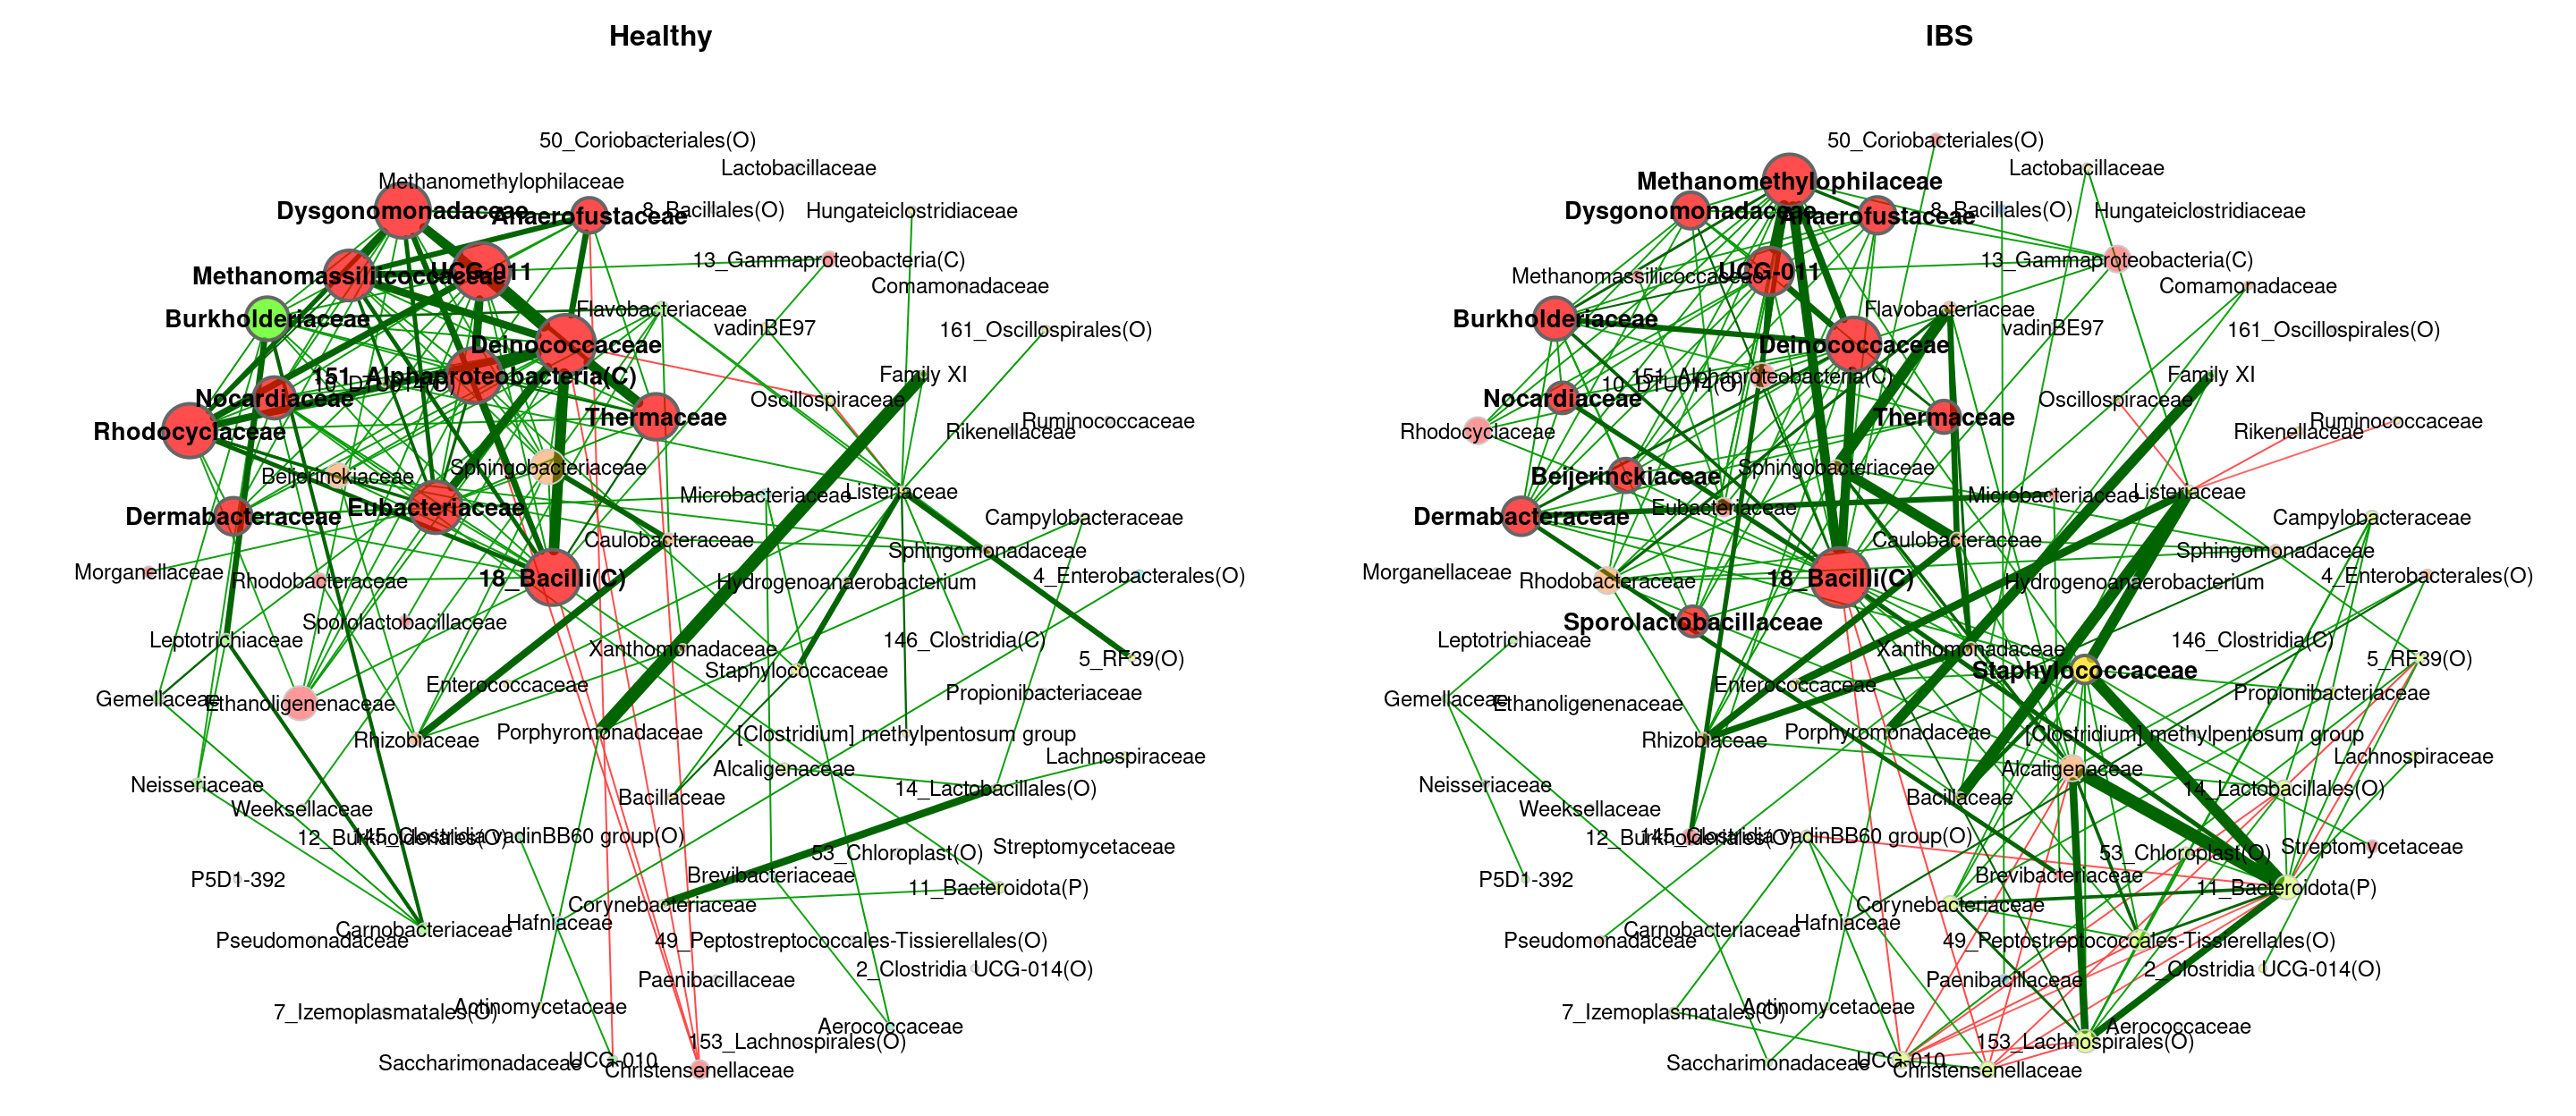 Healthy
50_Coriobacteriales(O)
Lactobacillaceae
Methanomethylophilaceae
Dysgonomonadaceae
Anaerofustaceae
8_Bacillales(O)
Hungateiclostridiaceae
13_Gammaproteobacteria(C)
Methanomassiliicoccaceae
UCG-011
Comamonadaceae
Flavobacteriaceae
Burkholderiaceae
vadinBE97
161_Oscillospirales(O)
Deinococcaceae
Family XI
151_Alphaproteobacteria(C)
10_DTU014(O)
Nocardiaceae
Oscillospiraceae
Thermaceae
Ruminococcaceae
Rikenellaceae
Rhodocyclaceae
Sphingobacteriaceae
Beijerinckiaceae
Microbacteriaceae
Listeriaceae
Eubacteriaceae
Dermabacteraceae
Campylobacteraceae
Caulobacteraceae
Sphingomonadaceae
Morganellaceae
Rhodobacteraceae
18_Bacilli(C)
Hydrogenoanaerobacterium
4_Enterobacterales(O)
Sporolactobacillaceae
Leptotrichiaceae
Xanthomonadaceae
146_Clostridia(C)
5_RF39(O)
Staphylococcaceae
Enterococcaceae
Propionibacteriaceae
Gemellaceae
Ethanoligenenaceae
Rhizobiaceae
Porphyromonadaceae
[Clostridium] methylpentosum group
Lachnospiraceae
Alcaligenaceae
Neisseriaceae
14_Lactobacillales(O)
Bacillaceae
Weeksellaceae
12_Burkholderiales(O)
145_Clostridia vadinBB60 group(O)
Streptomycetaceae
53_Chloroplast(O)
P5D1-392
Brevibacteriaceae
11_Bacteroidota(P)
Corynebacteriaceae
Hafniaceae
Carnobacteriaceae
Pseudomonadaceae
49_Peptostreptococcales-Tissierellales(O)
2_Clostridia UCG-014(O)
Paenibacillaceae
7_Izemoplasmatales(O)
Actinomycetaceae
Aerococcaceae
153_Lachnospirales(O)
Saccharimonadaceae
UCG-010
Christensenellaceae
IBS
50_Coriobacteriales(O)
Lactobacillaceae
Methanomethylophilaceae
Dysgonomonadaceae
Anaerofustaceae
8_Bacillales(O)
Hungateiclostridiaceae
13_Gammaproteobacteria(C)
Methanomassiliicoccaceae
UCG-011
Comamonadaceae
Flavobacteriaceae
Burkholderiaceae
vadinBE97
161_Oscillospirales(O)
Deinococcaceae
Family XI
151_Alphaproteobacteria(C)
10_DTU014(O)
Nocardiaceae
Oscillospiraceae
Thermaceae
Ruminococcaceae
Rikenellaceae
Rhodocyclaceae
Sphingobacteriaceae
Beijerinckiaceae
Microbacteriaceae
Listeriaceae
Eubacteriaceae
Dermabacteraceae
Campylobacteraceae
Caulobacteraceae
Sphingomonadaceae
Morganellaceae
Rhodobacteraceae
18_Bacilli(C)
Hydrogenoanaerobacterium
4_Enterobacterales(O)
Sporolactobacillaceae
Leptotrichiaceae
Xanthomonadaceae
146_Clostridia(C)
5_RF39(O)
Staphylococcaceae
Enterococcaceae
Propionibacteriaceae
Gemellaceae
Ethanoligenenaceae
Rhizobiaceae
Porphyromonadaceae
[Clostridium] methylpentosum group
Lachnospiraceae
Alcaligenaceae
Neisseriaceae
14_Lactobacillales(O)
Bacillaceae
Weeksellaceae
12_Burkholderiales(O)
145_Clostridia vadinBB60 group(O)
Streptomycetaceae
53_Chloroplast(O)
P5D1-392
Brevibacteriaceae
11_Bacteroidota(P)
Corynebacteriaceae
Hafniaceae
Carnobacteriaceae
Pseudomonadaceae
49_Peptostreptococcales-Tissierellales(O)
2_Clostridia UCG-014(O)
Paenibacillaceae
7_Izemoplasmatales(O)
Actinomycetaceae
Aerococcaceae
153_Lachnospirales(O)
Saccharimonadaceae
UCG-010
Christensenellaceae